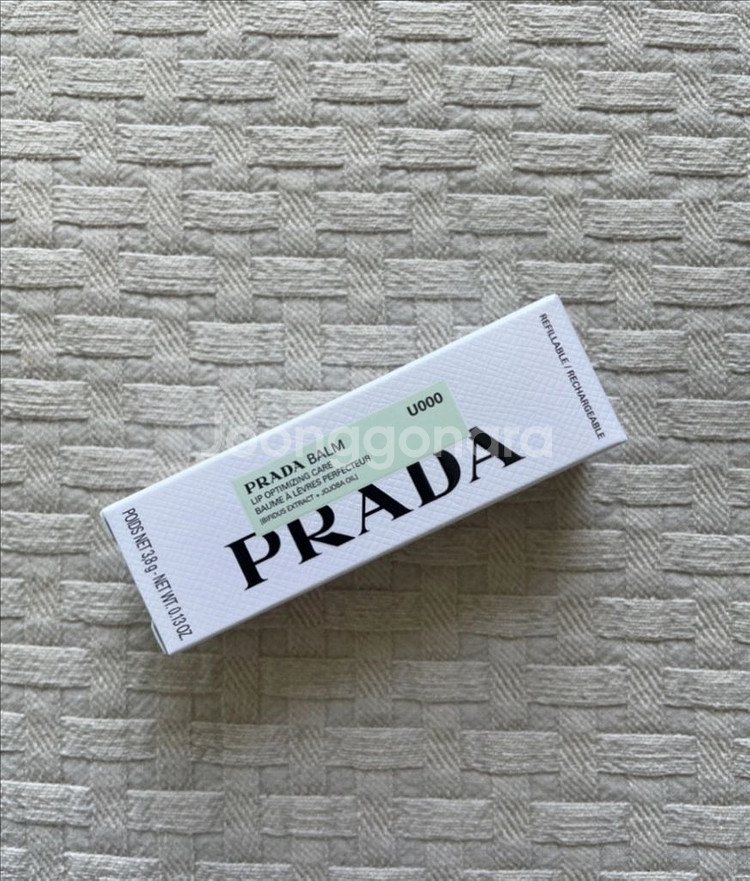 U000
PRADA BALM
LIP OPTIMIZING CARE
BAUME À LÈVRES PERFECTEUR
[BIFIDUS EXTRACT + JOJOBA OIL]
PRADA
POIDS NET 3,8 g - NET WT. 0.13 OZ.
REFILLABLE / RECHARGEABLE
Joonggonara